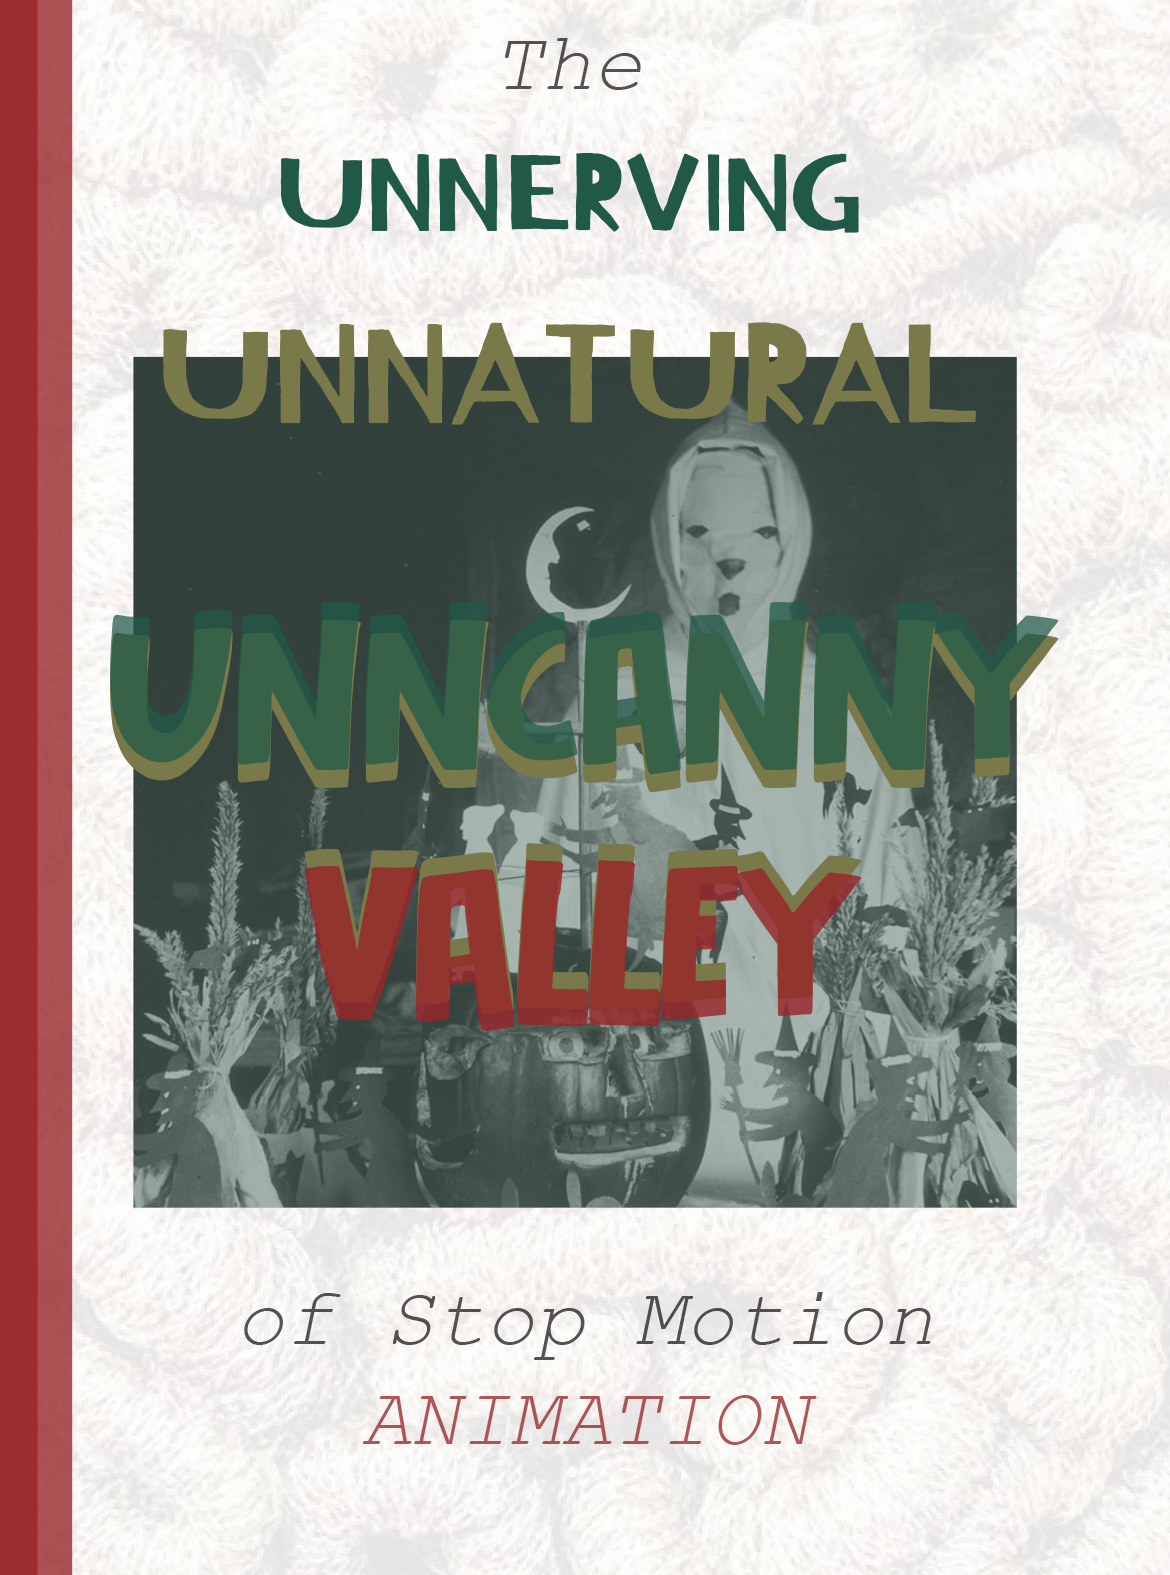 The
UNNERVING
UNNATURAL
UNNCANNY
VALLEY
of Stop Motion
ANIMATION